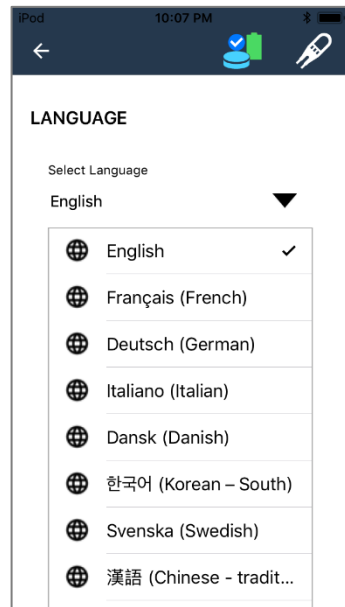 iPod 10:07 PM
LANGUAGE
Select Language
English
English
Français (French)
Deutsch (German)
Italiano (Italian)
Dansk (Danish)
한국어 (Korean – South)
Svenska (Swedish)
漢語 (Chinese - tradit...